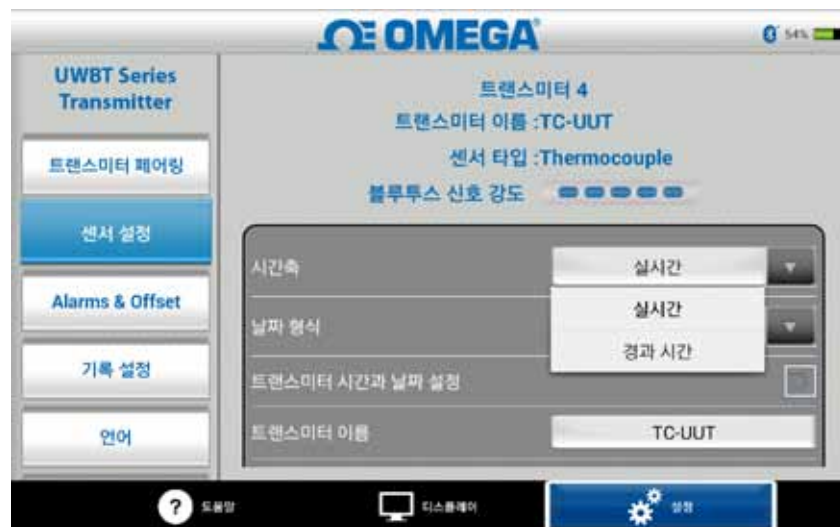 OMEGA
54%
UWBT Series
Transmitter
트랜스미터 페어링
센서 설정
Alarms & Offset
기록 설정
언어
트랜스미터 4
트랜스미터 이름 :TC-UUT
센서 타입 :Thermocouple
블루투스 신호 강도
시간축
실시간
실시간
경과 시간
날짜 형식
트랜스미터 시간과 날짜 설정
트랜스미터 이름
TC-UUT
? 도움말
디스플레이
설정